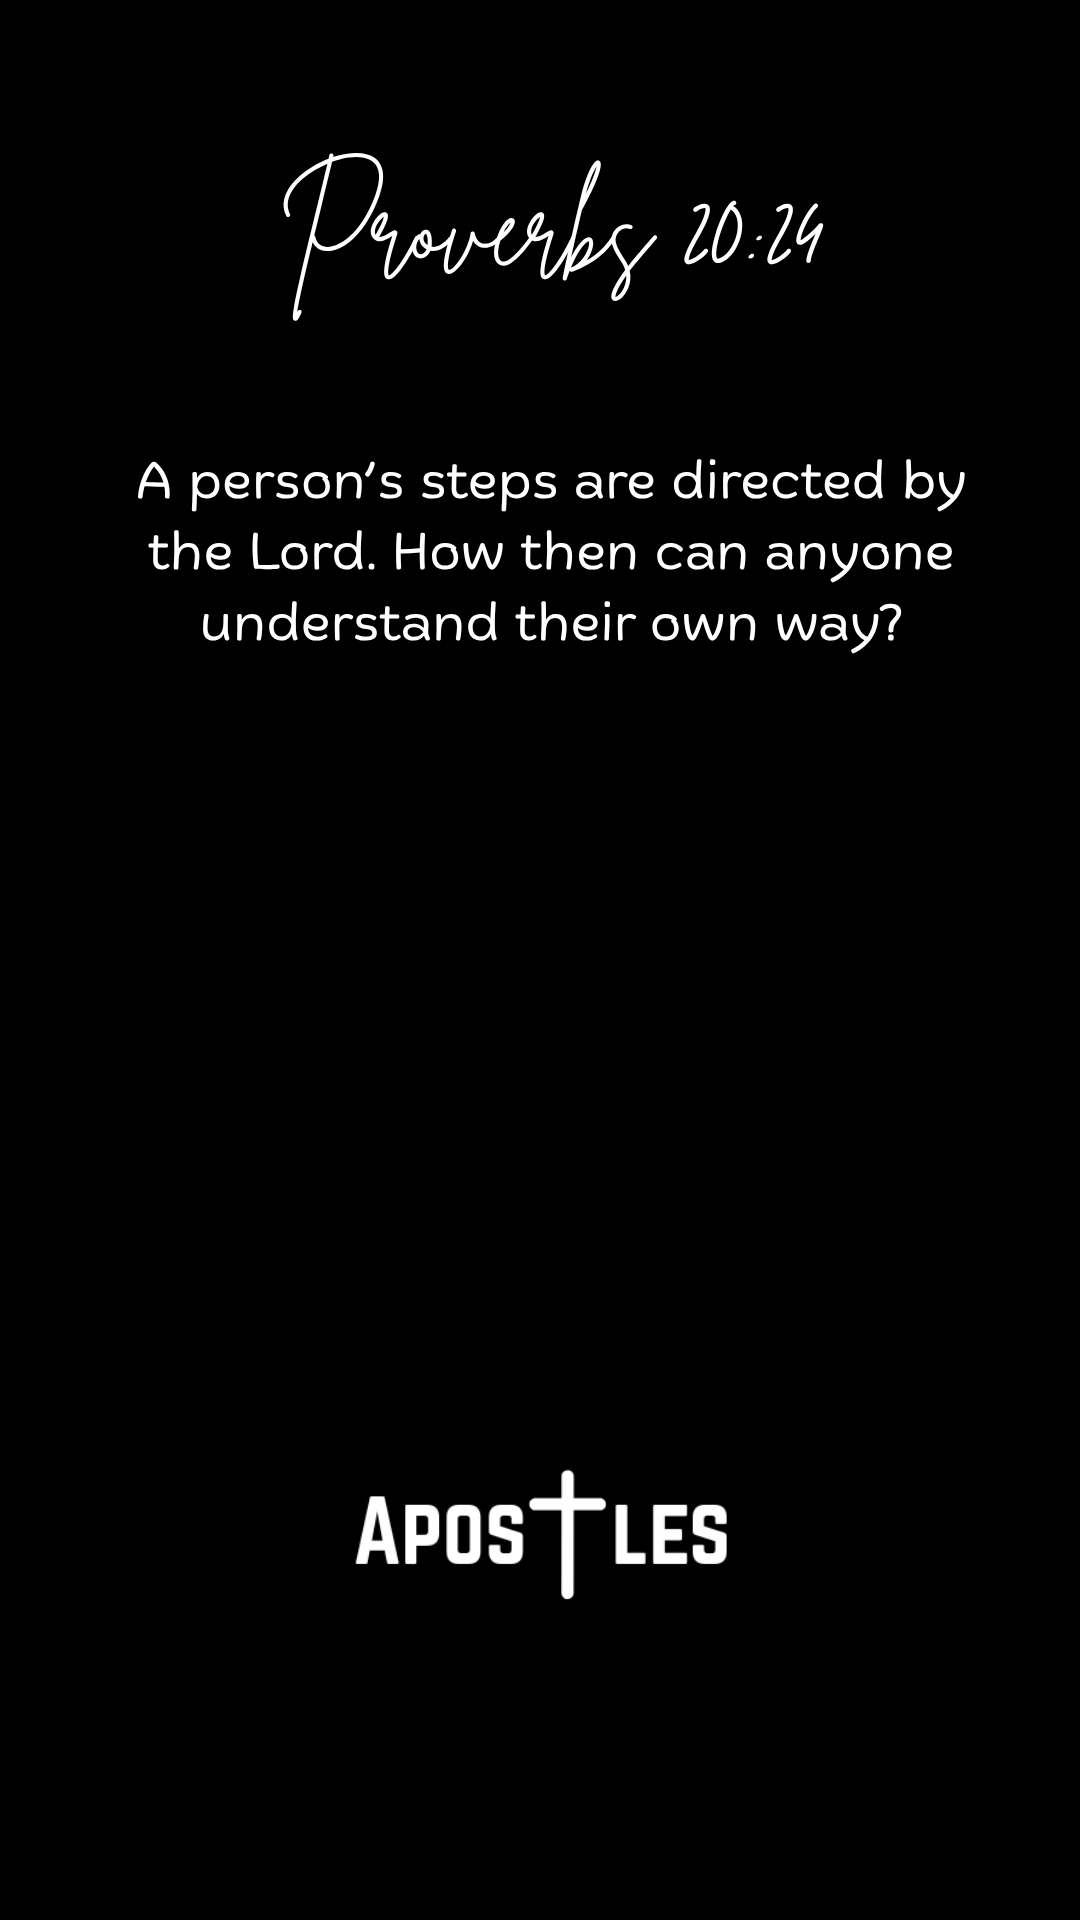 Proverbs 20:24
A person's steps are directed by
the Lord. How then can anyone
understand their own way?
Apostles